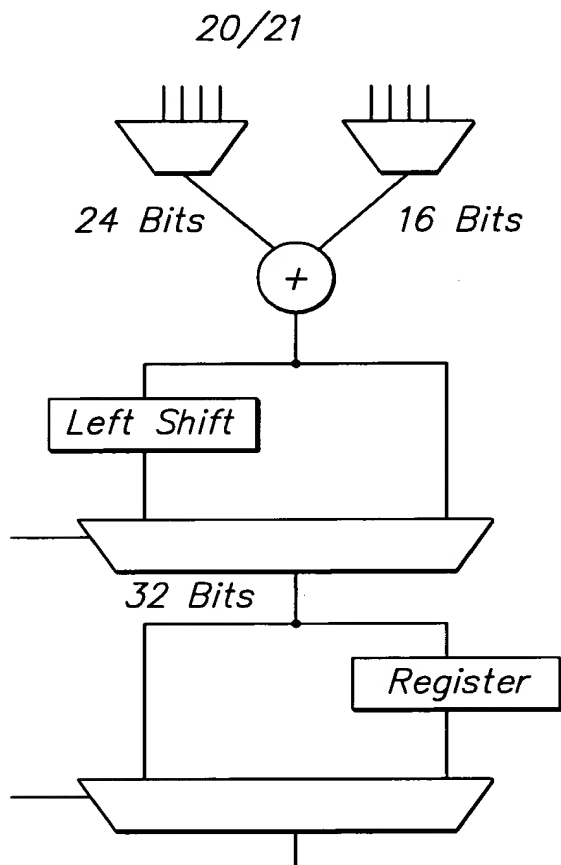 20/21
24 Bits
16 Bits
+
Left Shift
32 Bits
Register